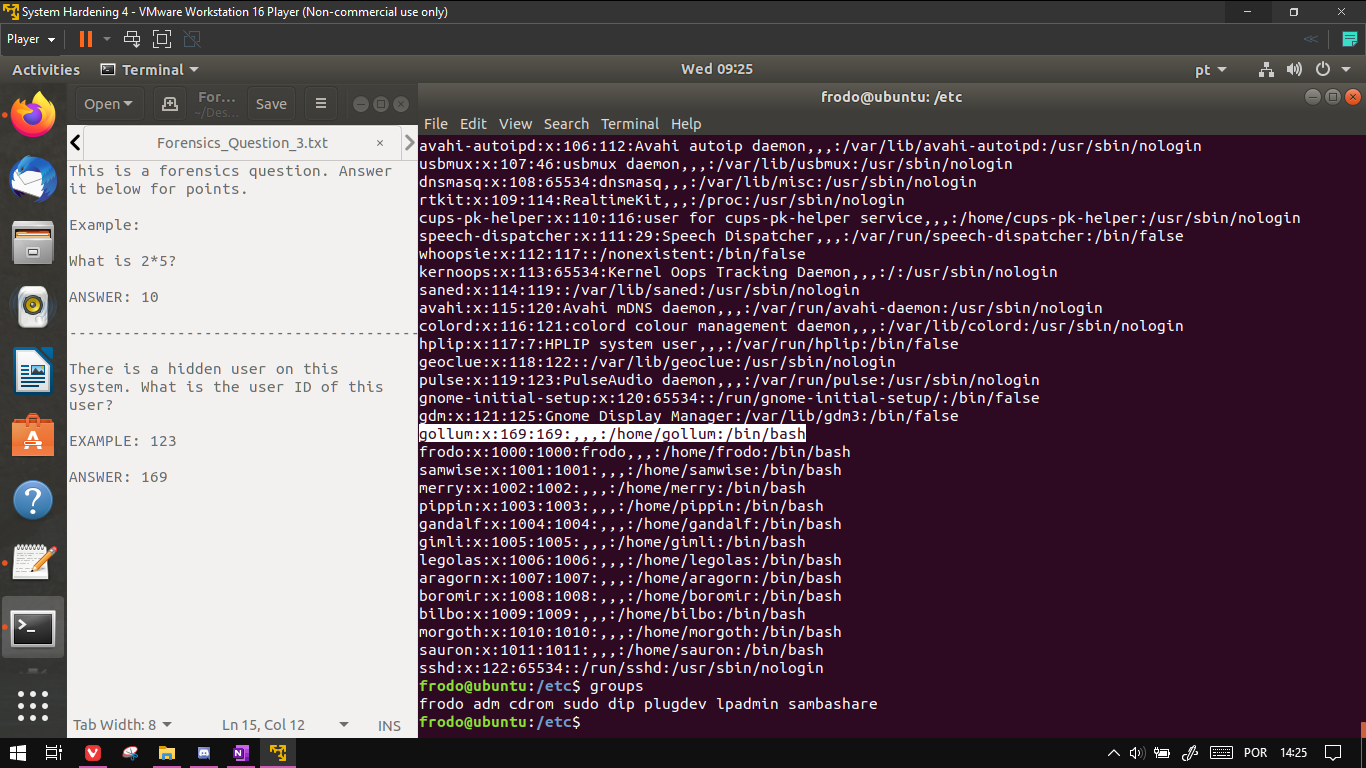 System Hardening 4 - VMware Workstation 16 Player (Non-commercial use only)
Player
Activities
Terminal
Wed 09:25
pt
Open
For…
~/Des…
Save
Forensics_Question_3.txt
This is a forensics question. Answer
it below for points.
Example:
What is 2*5?
ANSWER: 10
---------------------------------------
There is a hidden user on this
system. What is the user ID of this
user?
EXAMPLE: 123
ANSWER: 169
Tab Width: 8
Ln 15, Col 12
INS
frodo@ubuntu: /etc
File Edit View Search Terminal Help
avahi-autoipd:x:106:112:Avahi autoip daemon,,,:/var/lib/avahi-autoipd:/usr/sbin/nologin
usbmux:x:107:46:usbmux daemon,,,:/var/lib/usbmux:/usr/sbin/nologin
dnsmasq:x:108:65534:dnsmasq,,,:/var/lib/misc:/usr/sbin/nologin
rtkit:x:109:114:RealtimeKit,,,:/proc:/usr/sbin/nologin
cups-pk-helper:x:110:116:user for cups-pk-helper service,,,:/home/cups-pk-helper:/usr/sbin/nologin
speech-dispatcher:x:111:29:Speech Dispatcher,,,:/var/run/speech-dispatcher:/bin/false
whoopsie:x:112:117::/nonexistent:/bin/false
kernoops:x:113:65534:Kernel Oops Tracking Daemon,,,:/:/usr/sbin/nologin
saned:x:114:119::/var/lib/saned:/usr/sbin/nologin
avahi:x:115:120:Avahi mDNS daemon,,,:/var/run/avahi-daemon:/usr/sbin/nologin
colord:x:116:121:colord colour management daemon,,,:/var/lib/colord:/usr/sbin/nologin
hplip:x:117:7:HPLIP system user,,,:/var/run/hplip:/bin/false
geoclue:x:118:122::/var/lib/geoclue:/usr/sbin/nologin
pulse:x:119:123:PulseAudio daemon,,,:/var/run/pulse:/usr/sbin/nologin
gnome-initial-setup:x:120:65534::/run/gnome-initial-setup/:/bin/false
gdm:x:121:125:Gnome Display Manager:/var/lib/gdm3:/bin/false
gollum:x:169:169:,,,:/home/gollum:/bin/bash
frodo:x:1000:1000:frodo,,,:/home/frodo:/bin/bash
samwise:x:1001:1001:,,,:/home/samwise:/bin/bash
merry:x:1002:1002:,,,:/home/merry:/bin/bash
pippin:x:1003:1003:,,,:/home/pippin:/bin/bash
gandalf:x:1004:1004:,,,:/home/gandalf:/bin/bash
gimli:x:1005:1005:,,,:/home/gimli:/bin/bash
legolas:x:1006:1006:,,,:/home/legolas:/bin/bash
aragorn:x:1007:1007:,,,:/home/aragorn:/bin/bash
boromir:x:1008:1008:,,,:/home/boromir:/bin/bash
bilbo:x:1009:1009:,,,:/home/bilbo:/bin/bash
morgoth:x:1010:1010:,,,:/home/morgoth:/bin/bash
sauron:x:1011:1011:,,,:/home/sauron:/bin/bash
sshd:x:122:65534::/run/sshd:/usr/sbin/nologin
frodo@ubuntu:/etc$ groups
frodo adm cdrom sudo dip plugdev lpadmin sambashare
frodo@ubuntu:/etc$
POR
14:25